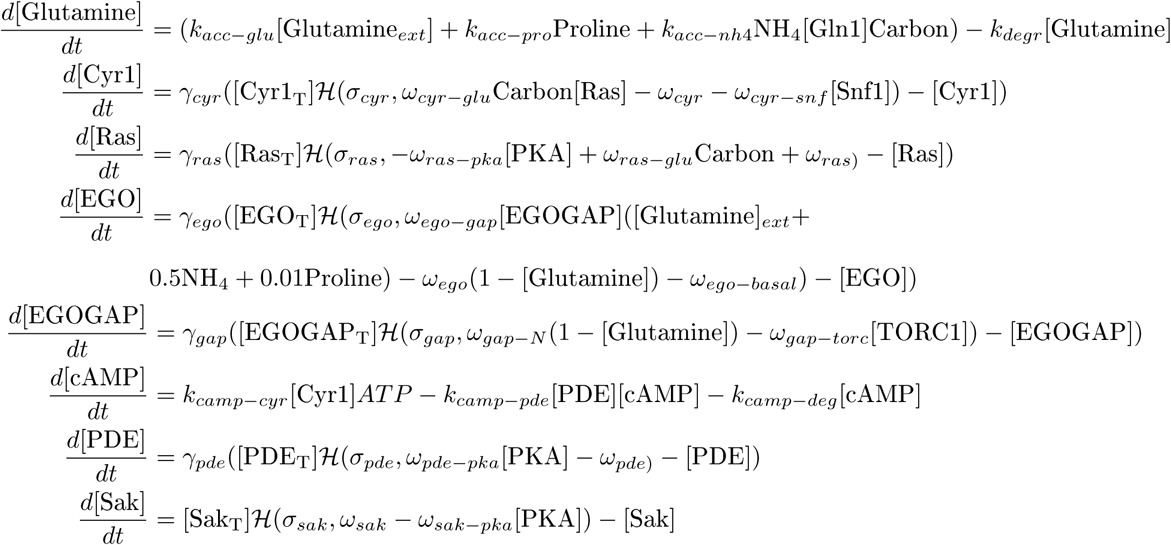 d[Glutamine]/dt = (k_{acc-glu}[Glutamine_{ext}] + k_{acc-pro}Proline + k_{acc-nh4}NH_4[Gln1]Carbon) − k_{degr}[Glutamine]
d[Cyr1]/dt = γ_{cyr}([Cyr1_T]ℋ(σ_{cyr}, ω_{cyr-glu}Carbon[Ras] − ω_{cyr} − ω_{cyr-snf}[Snf1]) − [Cyr1])
d[Ras]/dt = γ_{ras}([Ras_T]ℋ(σ_{ras}, −ω_{ras-pka}[PKA] + ω_{ras-glu}Carbon + ω_{ras)} − [Ras])
d[EGO]/dt = γ_{ego}([EGO_T]ℋ(σ_{ego}, ω_{ego-gap}[EGOGAP]([Glutamine]_{ext}+
0.5NH_4 + 0.01Proline) − ω_{ego}(1 − [Glutamine]) − ω_{ego-basal}) − [EGO])
d[EGOGAP]/dt = γ_{gap}([EGOGAP_T]ℋ(σ_{gap}, ω_{gap-N}(1 − [Glutamine]) − ω_{gap-torc}[TORC1]) − [EGOGAP])
d[cAMP]/dt = k_{camp-cyr}[Cyr1]ATP − k_{camp-pde}[PDE][cAMP] − k_{camp-deg}[cAMP]
d[PDE]/dt = γ_{pde}([PDE_T]ℋ(σ_{pde}, ω_{pde-pka}[PKA] − ω_{pde)} − [PDE])
d[Sak]/dt = [Sak_T]ℋ(σ_{sak}, ω_{sak} − ω_{sak-pka}[PKA]) − [Sak]